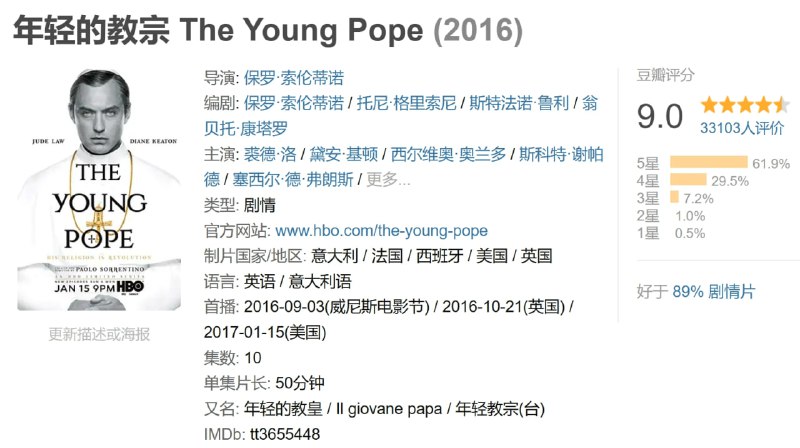 年轻的教宗 The Young Pope (2016)
JUDE LAW
DIANE KEATON
THE
YOUNG
POPE
HIS RELIGION IS REVOLUTION
PAOLO SORRENTINO
JAN 15 9PM HBO
更新描述或海报
导演: 保罗·索伦蒂诺
编剧: 保罗·索伦蒂诺 / 托尼·格里索尼 / 斯特法诺·鲁利 / 翁
贝托·康塔罗
主演: 裘德·洛 / 黛安·基顿 / 西尔维奥·奥兰多 / 斯科特·谢帕
德 / 塞西尔·德·弗朗斯 / 更多...
类型: 剧情
官方网站: www.hbo.com/the-young-pope
制片国家/地区: 意大利 / 法国 / 西班牙 / 美国 / 英国
语言: 英语 / 意大利语
首播: 2016-09-03(威尼斯电影节) / 2016-10-21(英国) /
2017-01-15(美国)
集数: 10
单集片长: 50分钟
又名: 年轻的教皇 / Il giovane papa / 年轻教宗(台)
IMDb: tt3655448
豆瓣评分
9.0
33103人评价
5星 61.9%
4星 29.5%
3星 7.2%
2星 1.0%
1星 0.5%
好于 89% 剧情片